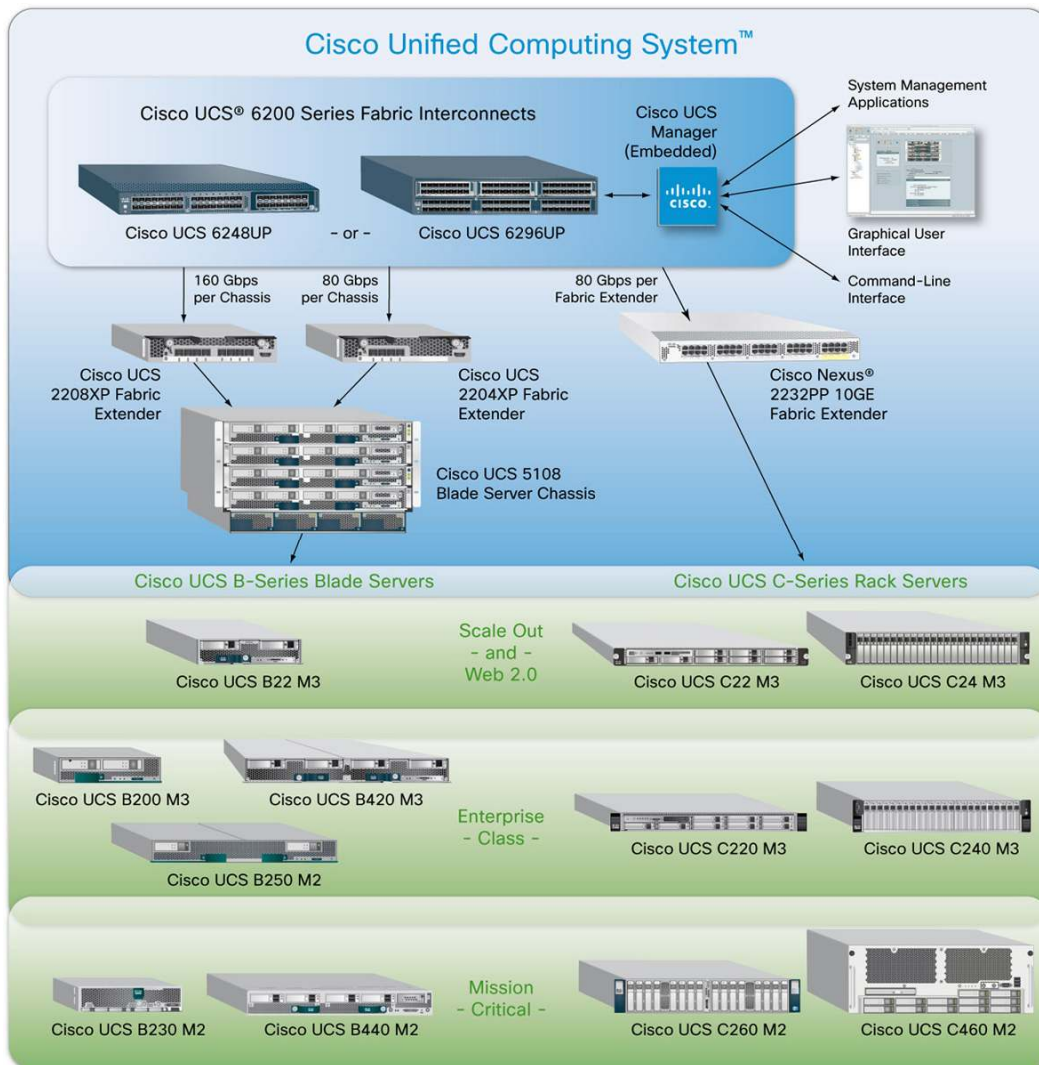 Cisco Unified Computing System™
Cisco UCS® 6200 Series Fabric Interconnects
Cisco UCS
Manager
(Embedded)
CISCO.
Cisco UCS 6248UP
- or -
Cisco UCS 6296UP
System Management
Applications
Graphical User
Interface
Command-Line
Interface
160 Gbps
per Chassis
80 Gbps
per Chassis
80 Gbps per
Fabric Extender
Cisco UCS
2208XP Fabric
Extender
Cisco UCS
2204XP Fabric
Extender
Cisco Nexus®
2232PP 10GE
Fabric Extender
Cisco UCS 5108
Blade Server Chassis
Cisco UCS B-Series Blade Servers
Cisco UCS C-Series Rack Servers
Scale Out
- and -
Web 2.0
Cisco UCS B22 M3
Cisco UCS C22 M3
Cisco UCS C24 M3
Cisco UCS B200 M3
Cisco UCS B420 M3
Cisco UCS B250 M2
Enterprise
- Class -
Cisco UCS C220 M3
Cisco UCS C240 M3
Cisco UCS B230 M2
Cisco UCS B440 M2
Mission
- Critical -
Cisco UCS C260 M2
Cisco UCS C460 M2